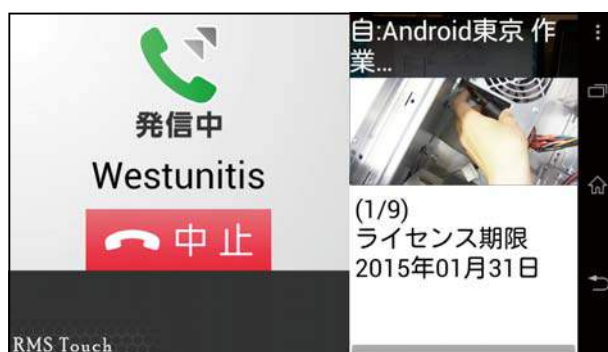 発信中
Westunitis
中止
RMS Touch
自:Android東京 作
業...
(1/9)
ライセンス期限
2015年01月31日